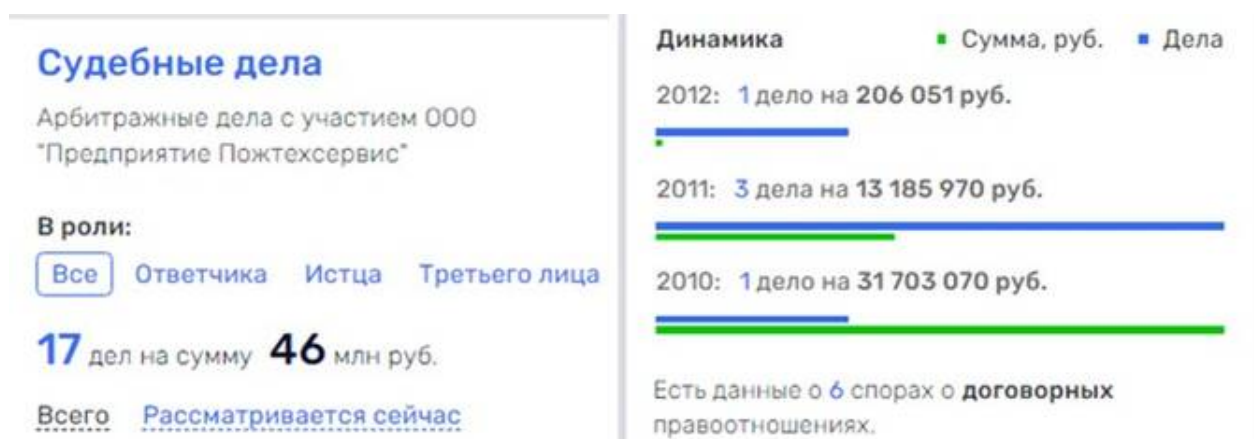 Судебные дела
Арбитражные дела с участием ООО
"Предприятие Пожтехсервис"
В роли:
Все Ответчика Истца Третьего лица
17 дел на сумму 46 млн руб.
Всего Рассматривается сейчас
Динамика Сумма, руб. Дела
2012: 1 дело на 206 051 руб.
2011: 3 дела на 13 185 970 руб.
2010: 1 дело на 31 703 070 руб.
Есть данные о 6 спорах о договорных
правоотношениях.